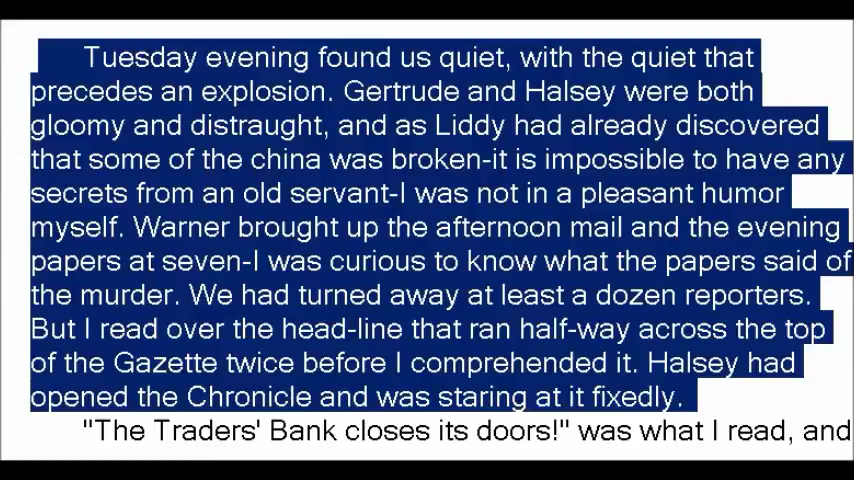 Tuesday evening found us quiet, with the quiet that
precedes an explosion. Gertrude and Halsey were both
gloomy and distraught, and as Liddy had already discovered
that some of the china was broken-it is impossible to have any
secrets from an old servant-I was not in a pleasant humor
myself. Warner brought up the afternoon mail and the evening
papers at seven-I was curious to know what the papers said of
the murder. We had turned away at least a dozen reporters.
But I read over the head-line that ran half-way across the top
of the Gazette twice before I comprehended it. Halsey had
opened the Chronicle and was staring at it fixedly.
"The Traders' Bank closes its doors!" was what I read, and